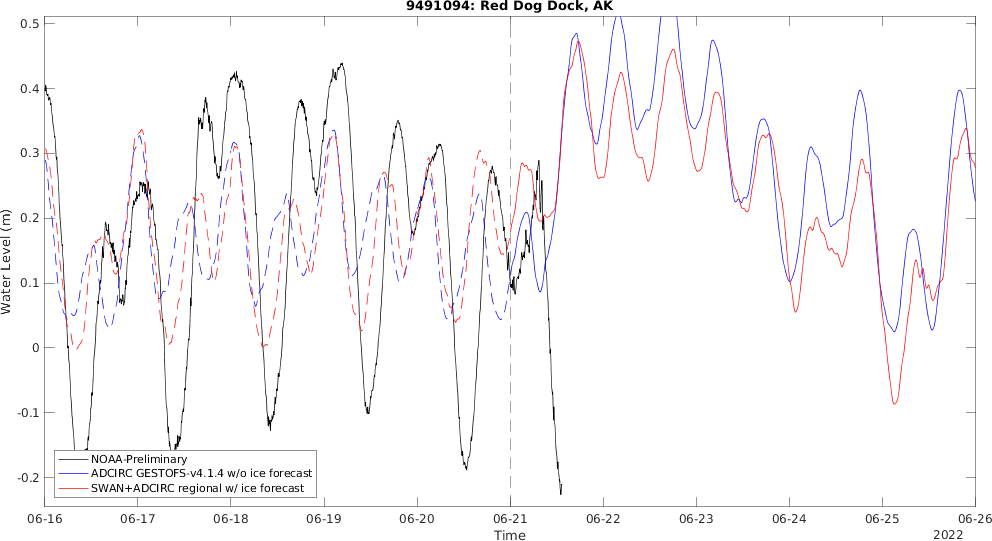 9491094: Red Dog Dock, AK
0.5
0.4
0.3
0.2
0.1
0
-0.1
-0.2
Water Level (m)
NOAA-Preliminary
ADCIRC GESTOFS-v4.1.4 w/o ice forecast
SWAN+ADCIRC regional w/ ice forecast
06-16 06-17 06-18 06-19 06-20 06-21 06-22 06-23 06-24 06-25 06-26
Time
2022